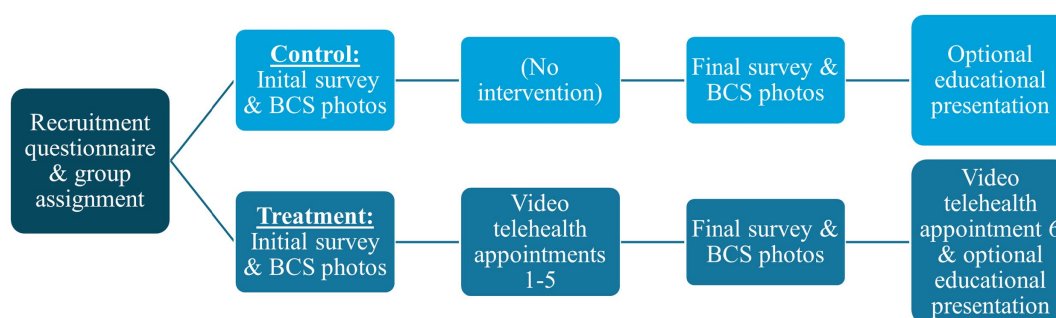 Recruitment
questionnaire
& group
assignment
Control:
Inital survey
& BCS photos
(No
intervention)
Final survey &
BCS photos
Optional
educational
presentation
Treatment:
Initial survey
& BCS photos
Video
telehealth
appointments
1-5
Final survey &
BCS photos
Video
telehealth
appointment 6
& optional
educational
presentation